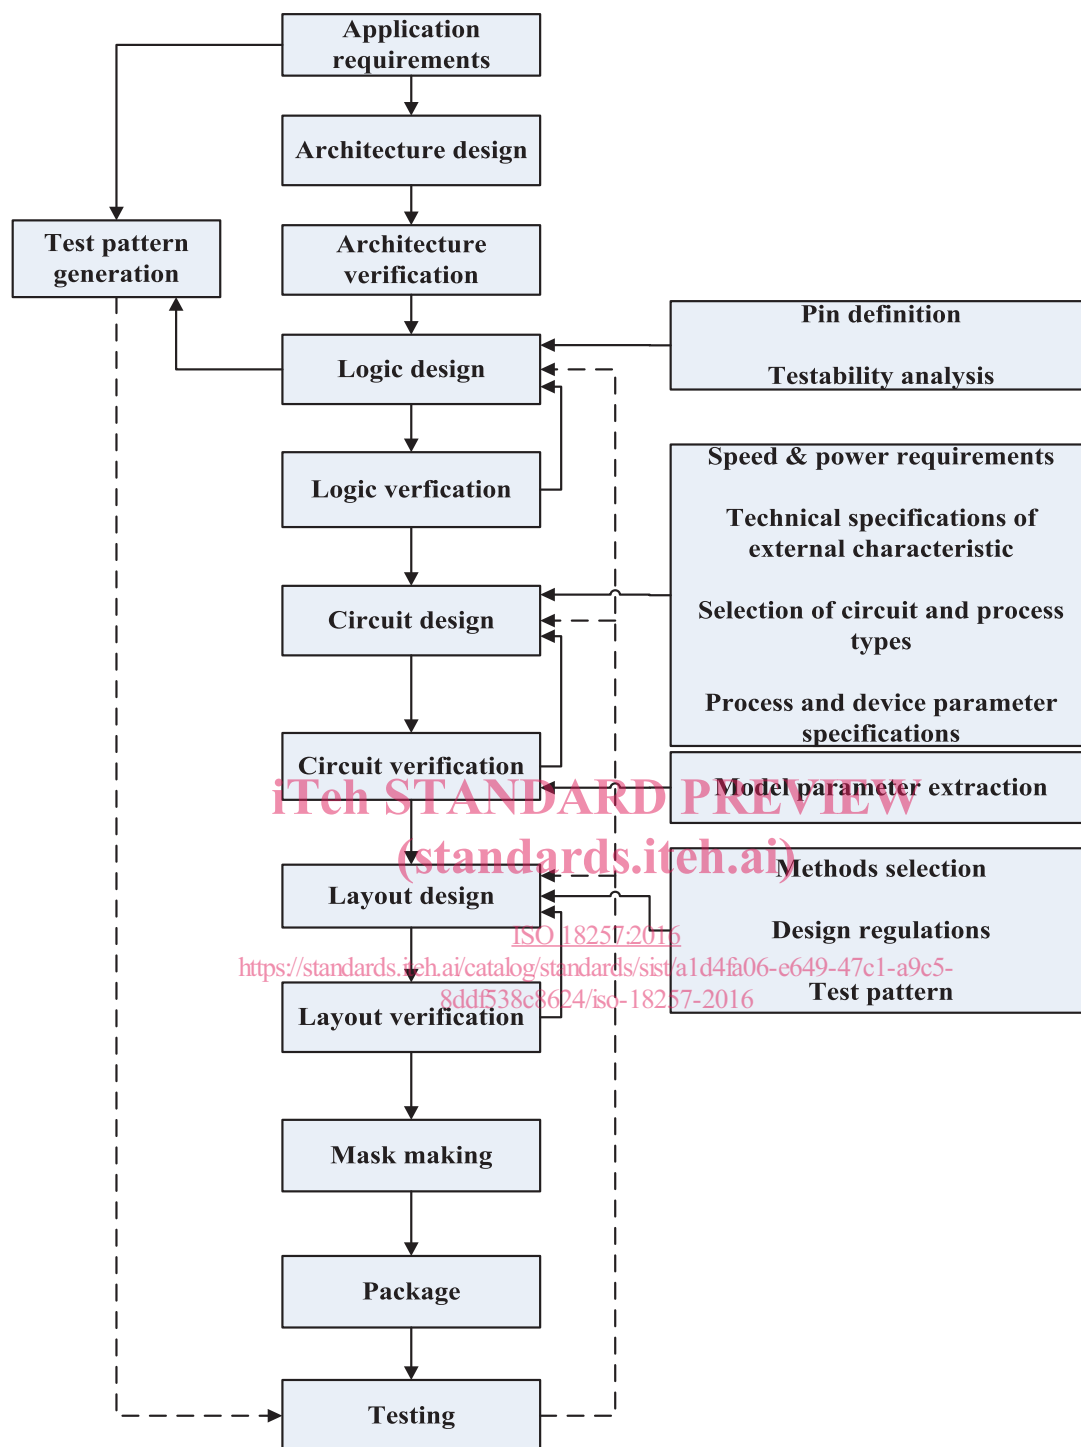 Application
requirements
Architecture design
Test pattern
generation
Architecture
verification
Pin definition
Testability analysis
Logic design
Logic verfication
Speed & power requirements
Technical specifications of
external characteristic
Selection of circuit and process
types
Process and device parameter
specifications
Circuit design
Circuit verification
Model parameter extraction
iTeh STANDARD PREVIEW
(standards.iteh.ai)
Methods selection
Design regulations
Test pattern
Layout design
ISO 18257:2016
https://standards.iteh.ai/catalog/standards/sist/a1d4fa06-e649-47c1-a9c5-
8ddf538c8624/iso-18257-2016
Layout verification
Mask making
Package
Testing